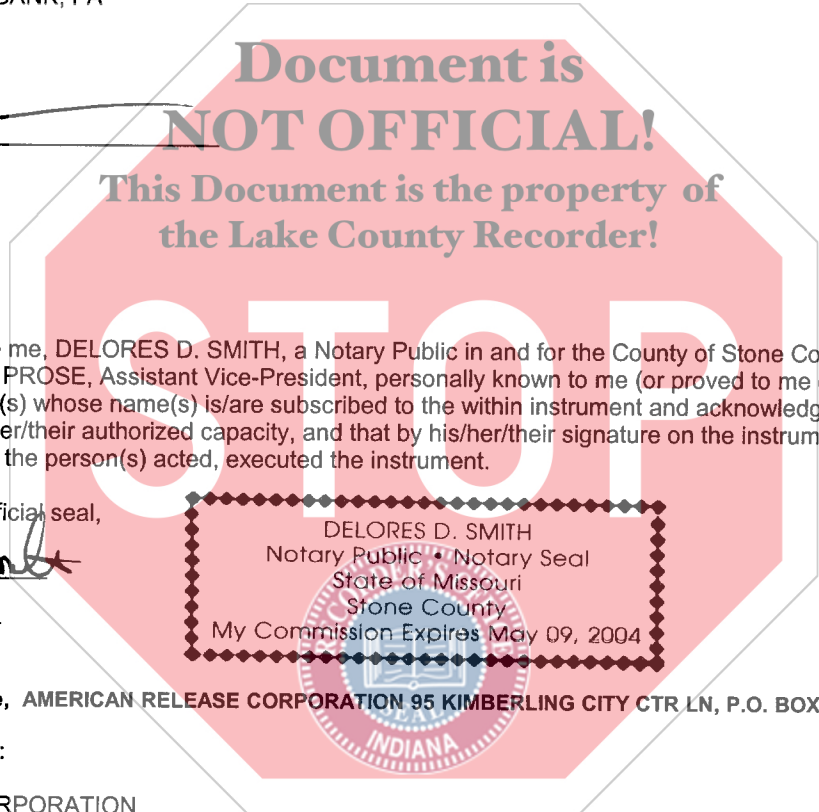 BANK, FA
Document is
NOT OFFICIAL!
This Document is the property of
the Lake County Recorder!
STOP
me, DELORES D. SMITH, a Notary Public in and for the County of Stone Co
PROSE, Assistant Vice-President, personally known to me (or proved to me
(s) whose name(s) is/are subscribed to the within instrument and acknowledg
er/their authorized capacity, and that by his/her/their signature on the instrum
the person(s) acted, executed the instrument.
ficial seal,
DELORES D. SMITH
Notary Public • Notary Seal
State of Missouri
Stone County
My Commission Expires May 09, 2004
RECORDER'S OFFICE
SEAL
INDIANA
, AMERICAN RELEASE CORPORATION 95 KIMBERLING CITY CTR LN, P.O. BOX
:
RPORATION